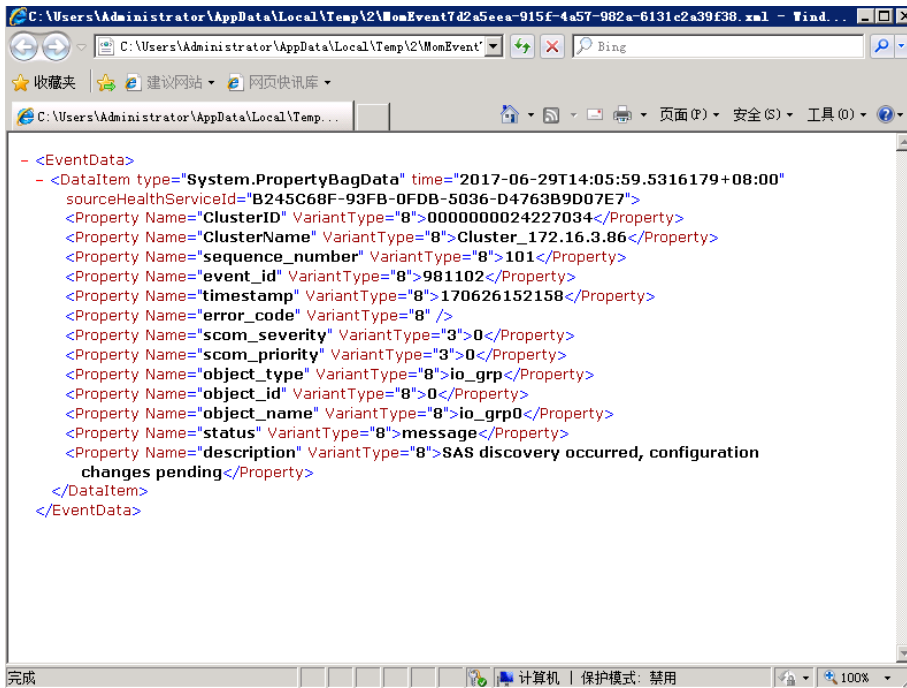 C:\Users\Administrator\AppData\Local\Temp\2\MomEvent7d2a5eea-915f-4a57-982a-6131c2a39f38.xml - Wind...
C:\Users\Administrator\AppData\Local\Temp\2\MomEvent' Bing
收藏夹 建议网站 网页快讯库
C:\Users\Administrator\AppData\Local\Temp... 页面(P) 安全(S) 工具(O)
- <EventData>
- <DataItem type="System.PropertyBagData" time="2017-06-29T14:05:59.5316179+08:00"
sourceHealthServiceId="B245C68F-93FB-0FDB-5036-D4763B9D07E7">
<Property Name="ClusterID" VariantType="8">0000000024227034</Property>
<Property Name="ClusterName" VariantType="8">Cluster_172.16.3.86</Property>
<Property Name="sequence_number" VariantType="8">101</Property>
<Property Name="event_id" VariantType="8">981102</Property>
<Property Name="timestamp" VariantType="8">170626152158</Property>
<Property Name="error_code" VariantType="8" />
<Property Name="scom_severity" VariantType="3">0</Property>
<Property Name="scom_priority" VariantType="3">0</Property>
<Property Name="object_type" VariantType="8">io_grp</Property>
<Property Name="object_id" VariantType="8">0</Property>
<Property Name="object_name" VariantType="8">io_grp0</Property>
<Property Name="status" VariantType="8">message</Property>
<Property Name="description" VariantType="8">SAS discovery occurred, configuration
changes pending</Property>
</DataItem>
</EventData>
完成 计算机 | 保护模式: 禁用 100%